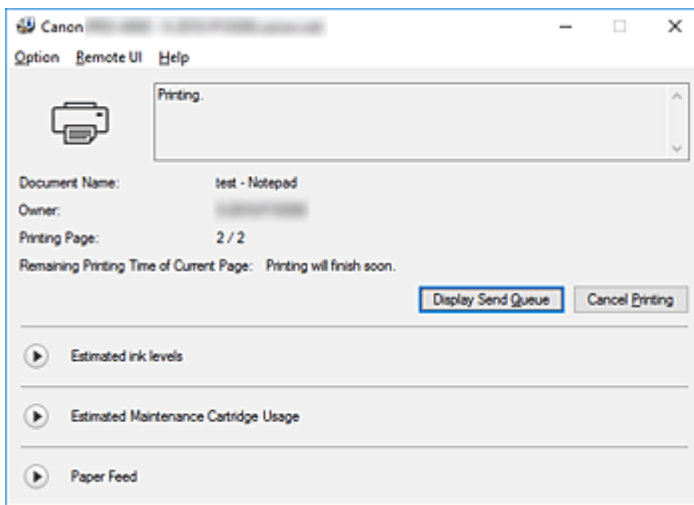 Canon
Option Remote UI Help
Printing.
Document Name: test - Notepad
Owner:
Printing Page: 2 / 2
Remaining Printing Time of Current Page: Printing will finish soon.
Display Send Queue Cancel Printing
Estimated ink levels
Estimated Maintenance Cartridge Usage
Paper Feed